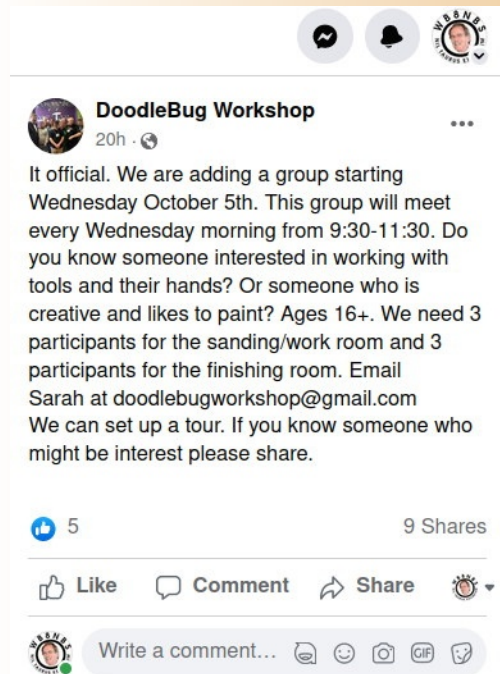 WB8NBS
DoodleBug Workshop
20h ·
It official. We are adding a group starting
Wednesday October 5th. This group will meet
every Wednesday morning from 9:30-11:30. Do
you know someone interested in working with
tools and their hands? Or someone who is
creative and likes to paint? Ages 16+. We need 3
participants for the sanding/work room and 3
participants for the finishing room. Email
Sarah at doodlebugworkshop@gmail.com
We can set up a tour. If you know someone who
might be interest please share.
5
9 Shares
Like
Comment
Share
WB8NBS
Write a comment...
GIF